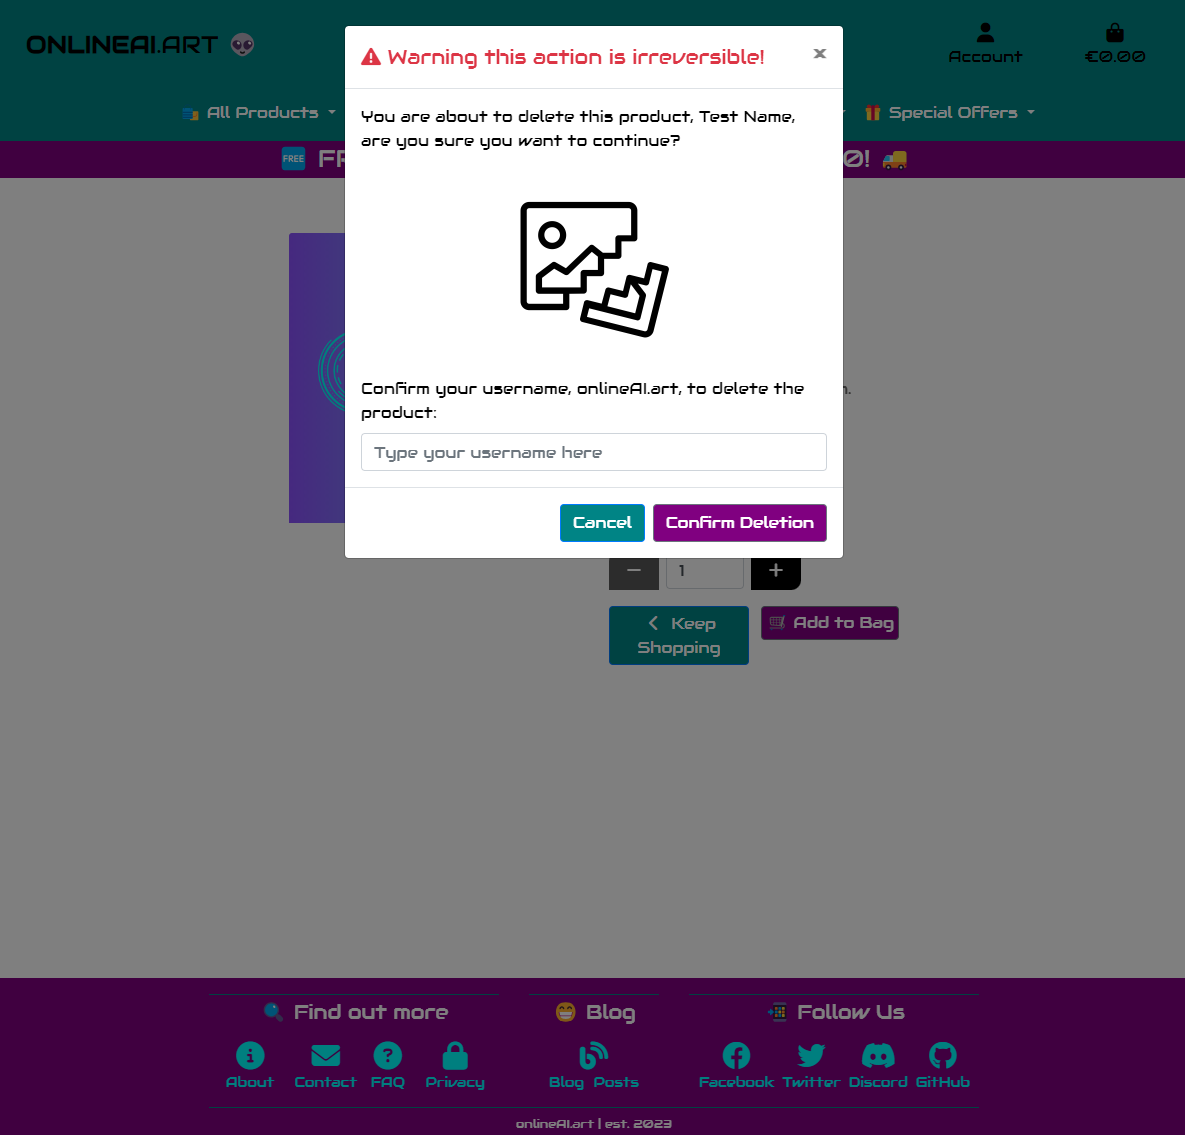 ONLINEAI.ART
Account
€0.00
All Products
Special Offers
FREE
0!
Warning this action is irreversible!
x
You are about to delete this product, Test Name,
are you sure you want to continue?
Confirm your username, onlineAI.art, to delete the
product:
Type your username here
Cancel
Confirm Deletion
1
Keep
Shopping
Add to Bag
Find out more
Blog
Follow Us
About
Contact
FAQ
Privacy
Blog Posts
Facebook
Twitter
Discord
GitHub
onlineAI.art | est. 2023